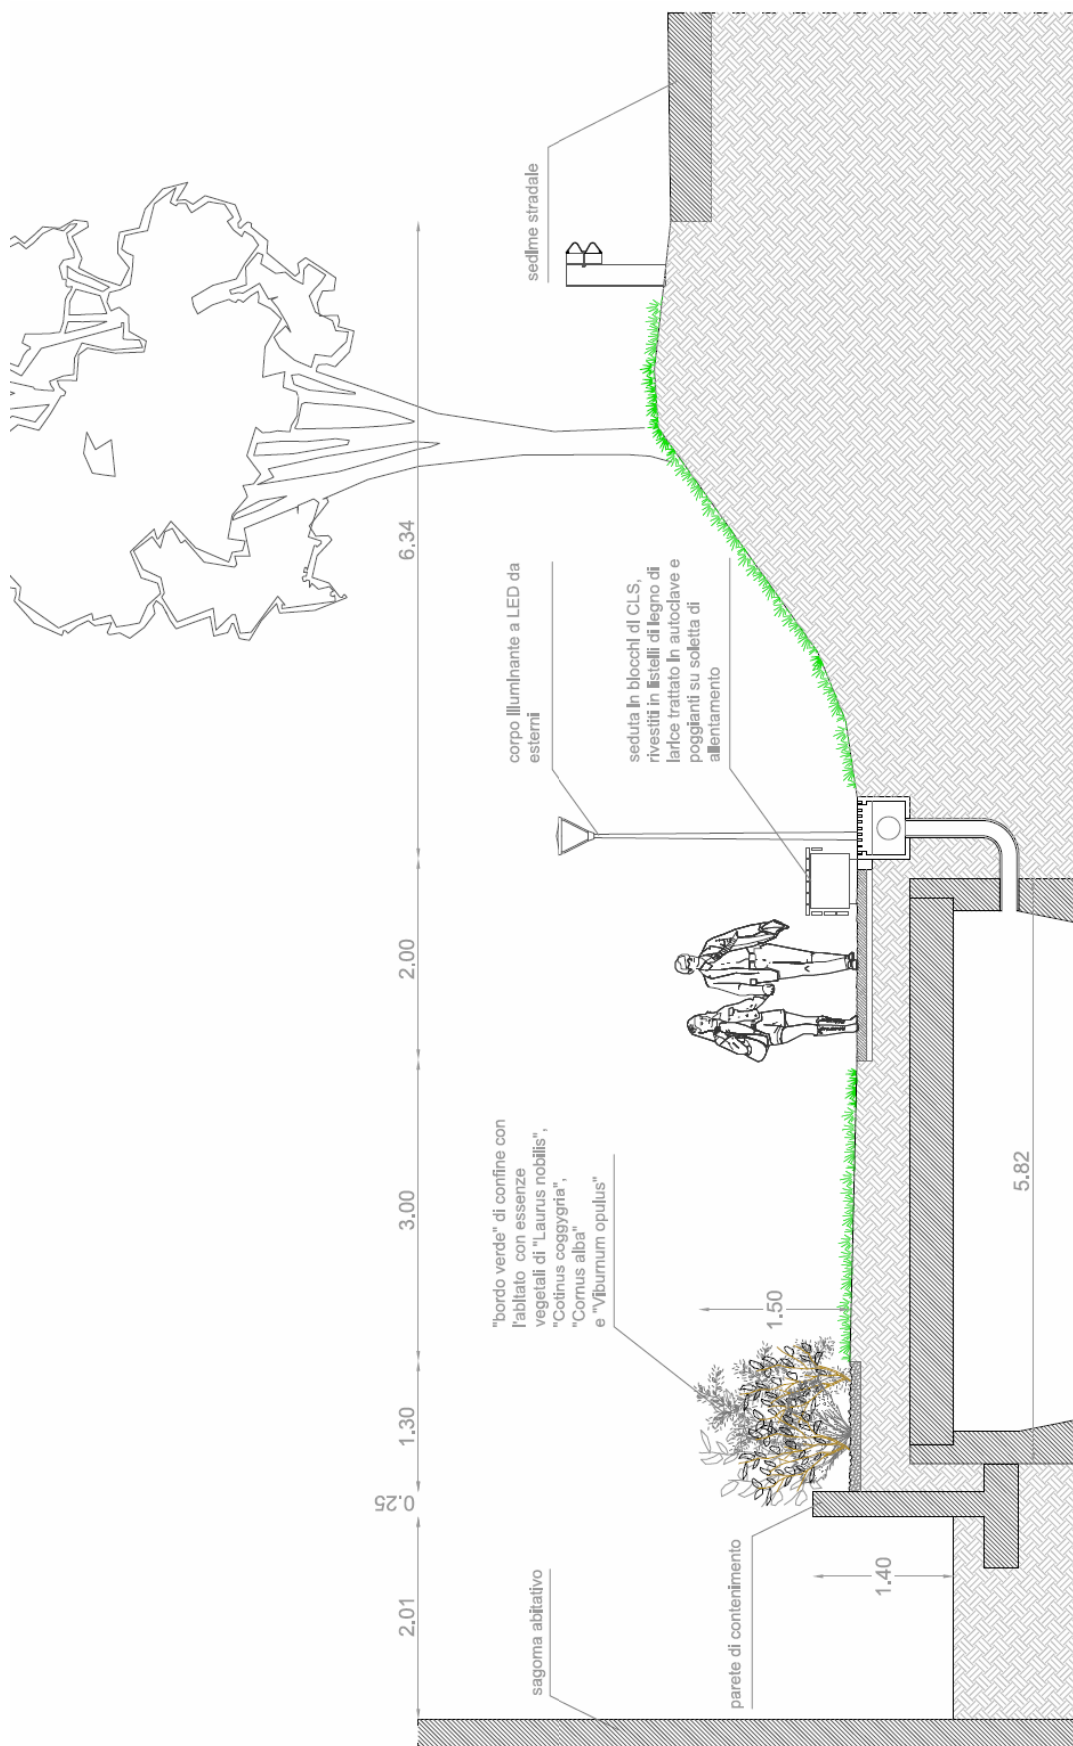 sagoma abitativo
parete di contenimento
"bordo verde" di confine con
l'abitato con essenze
vegetali di "Laurus nobilis",
"Cotinus coggygria",
"Cornus alba"
e "Viburnum opulus"
corpo illuminante a LED da
esterni
seduta in blocchi di CLS,
rivestiti in listelli di legno di
larice trattato in autoclave e
poggianti su soletta di
allentamento
sedime stradale
2.01
0.25
1.30
3.00
2.00
6.34
1.40
1.50
5.82